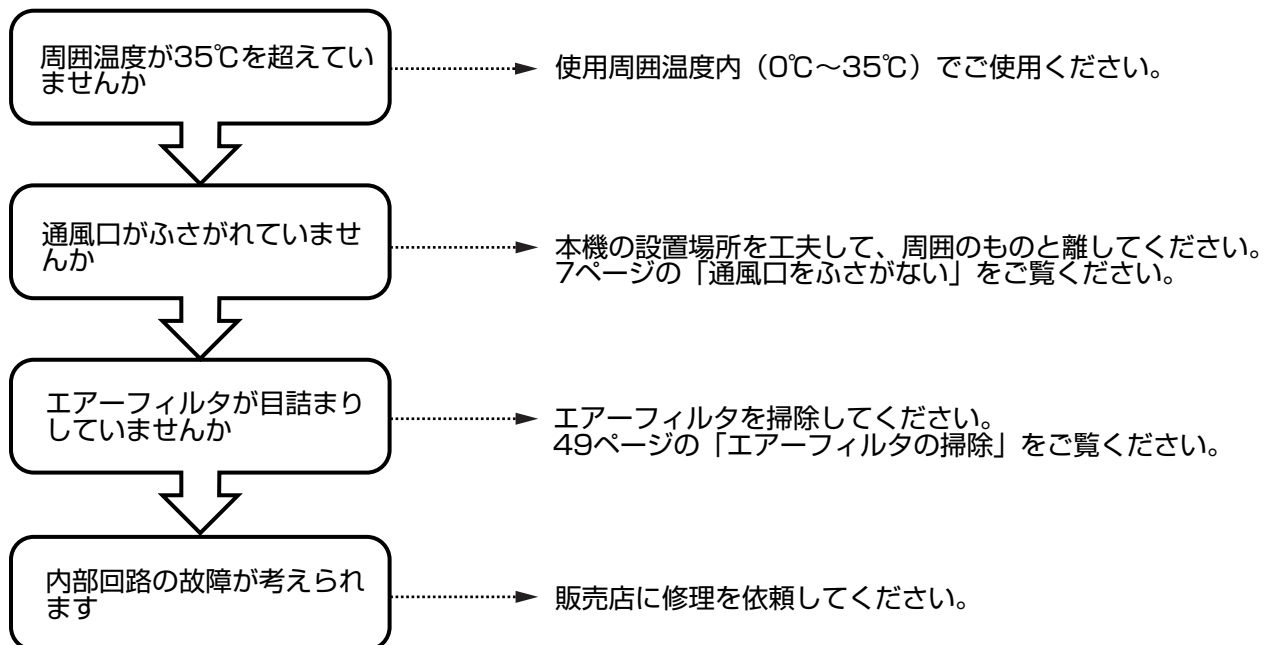 周囲温度が35℃を超えてい
ませんか
使用周囲温度内（0℃～35℃）でご使用ください。
通風口がふさがれていませ
んか
本機の設置場所を工夫して、周囲のものと離してください。
7ページの「通風口をふさがない」をご覧ください。
エアーフィルタが目詰まり
していませんか
エアーフィルタを掃除してください。
49ページの「エアーフィルタの掃除」をご覧ください。
内部回路の故障が考えられ
ます
販売店に修理を依頼してください。